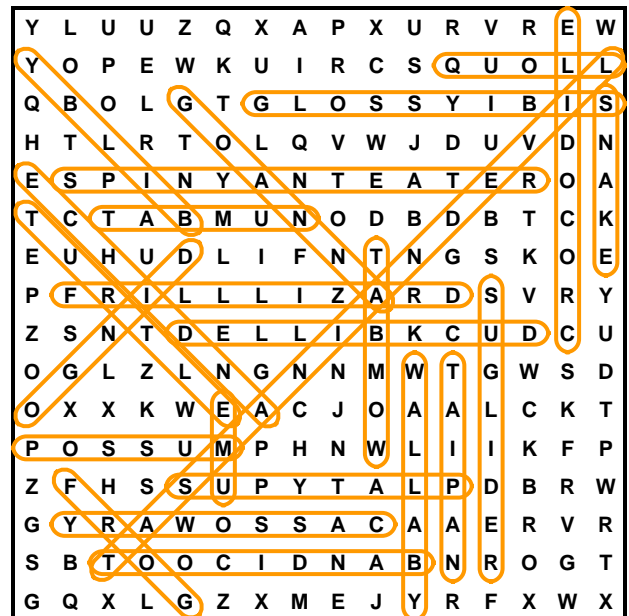 Y L U U Z Q X A P X U R V R E W
Y O P E W K U I R C S Q U O L L
Q B O L G T G L O S S Y I B I S
H T L R T O L Q V W J D U V D N
E S P I N Y A N T E A T E R O A
T C T A B M U N O D B D B T C K
E U H U D L I F N T N G S K O E
P F R I L L L I Z A R D S V R Y
Z S N T D E L L I B K C U D C U
O G L Z L N G N N M W T G W S D
O X X K W E A C J O A A L C K T
P O S S U M P H N W L I I K F P
Z F H S S U P Y T A L P D B R W
G Y R A W O S S A C A A E R V R
S B T O O C I D N A B N R O G T
G Q X L G Z X M E J Y R F X W X